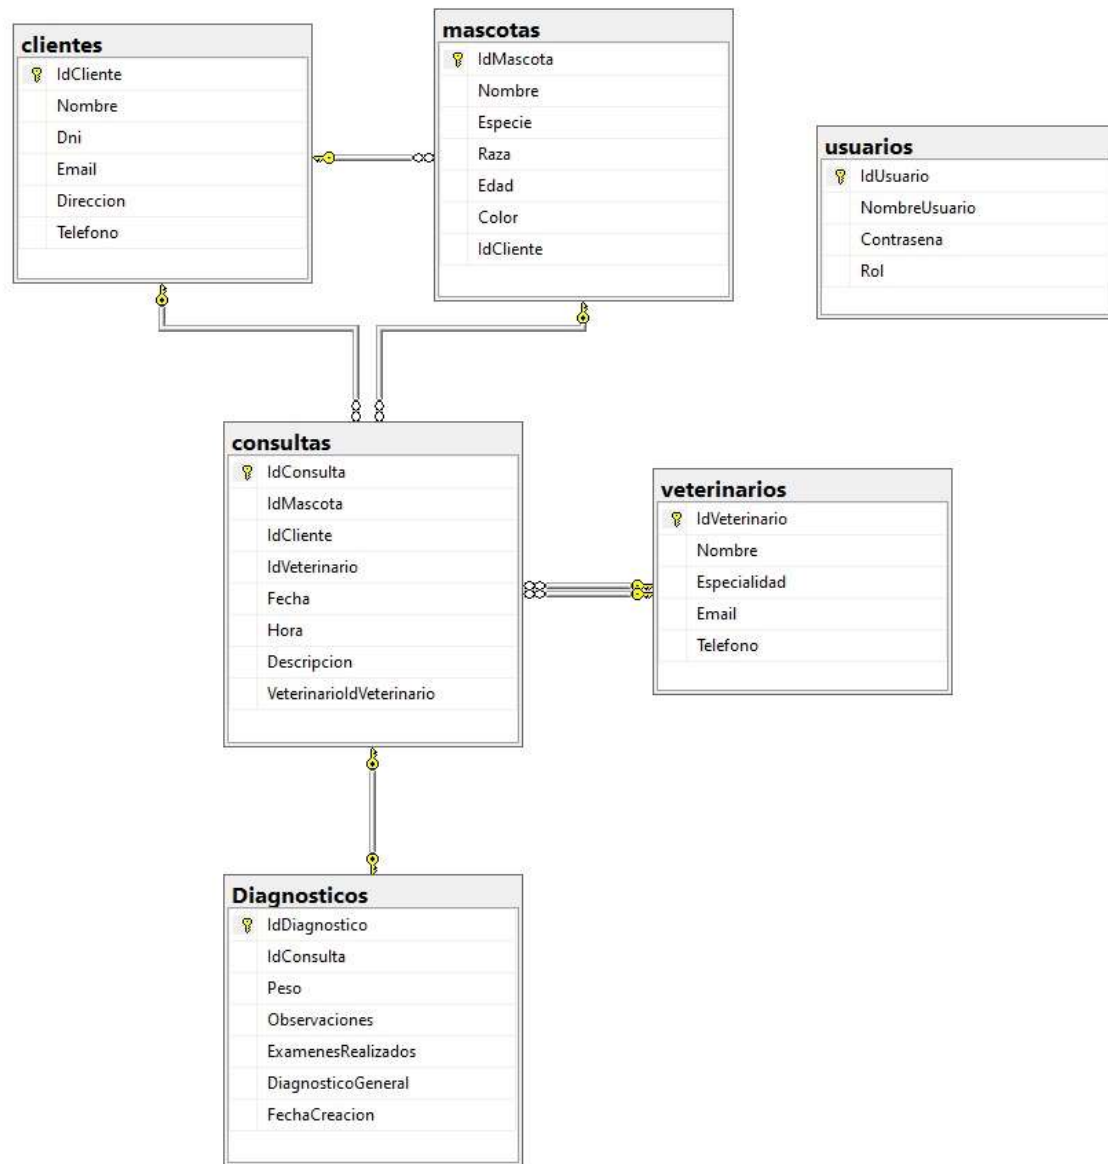 clientes
IdCliente
Nombre
Dni
Email
Direccion
Telefono
mascotas
IdMascota
Nombre
Especie
Raza
Edad
Color
IdCliente
usuarios
IdUsuario
NombreUsuario
Contrasena
Rol
consultas
IdConsulta
IdMascota
IdCliente
IdVeterinario
Fecha
Hora
Descripcion
VeterinarioIdVeterinario
veterinarios
IdVeterinario
Nombre
Especialidad
Email
Telefono
Diagnosticos
IdDiagnostico
IdConsulta
Peso
Observaciones
ExamenesRealizados
DiagnosticoGeneral
FechaCreacion